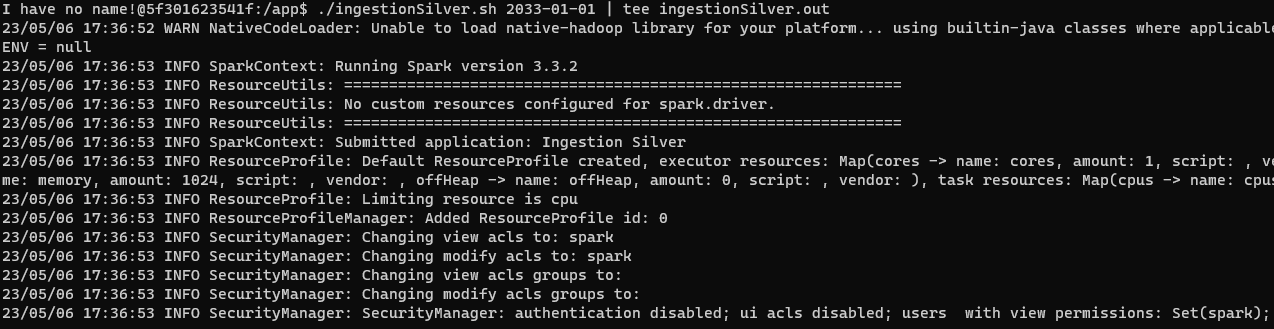 I have no name!@5f301623541f:/app$ ./ingestionSilver.sh 2033-01-01 | tee ingestionSilver.out
23/05/06 17:36:52 WARN NativeCodeLoader: Unable to load native-hadoop library for your platform... using builtin-java classes where applicable
ENV = null
23/05/06 17:36:53 INFO SparkContext: Running Spark version 3.3.2
23/05/06 17:36:53 INFO ResourceUtils: ==============================================================
23/05/06 17:36:53 INFO ResourceUtils: No custom resources configured for spark.driver.
23/05/06 17:36:53 INFO ResourceUtils: ==============================================================
23/05/06 17:36:53 INFO SparkContext: Submitted application: Ingestion Silver
23/05/06 17:36:53 INFO ResourceProfile: Default ResourceProfile created, executor resources: Map(cores -> name: cores, amount: 1, script: , ve
me: memory, amount: 1024, script: , vendor: , offHeap -> name: offHeap, amount: 0, script: , vendor: ), task resources: Map(cpus -> name: cpus
23/05/06 17:36:53 INFO ResourceProfile: Limiting resource is cpu
23/05/06 17:36:53 INFO ResourceProfileManager: Added ResourceProfile id: 0
23/05/06 17:36:53 INFO SecurityManager: Changing view acls to: spark
23/05/06 17:36:53 INFO SecurityManager: Changing modify acls to: spark
23/05/06 17:36:53 INFO SecurityManager: Changing view acls groups to:
23/05/06 17:36:53 INFO SecurityManager: Changing modify acls groups to:
23/05/06 17:36:53 INFO SecurityManager: SecurityManager: authentication disabled; ui acls disabled; users  with view permissions: Set(spark);